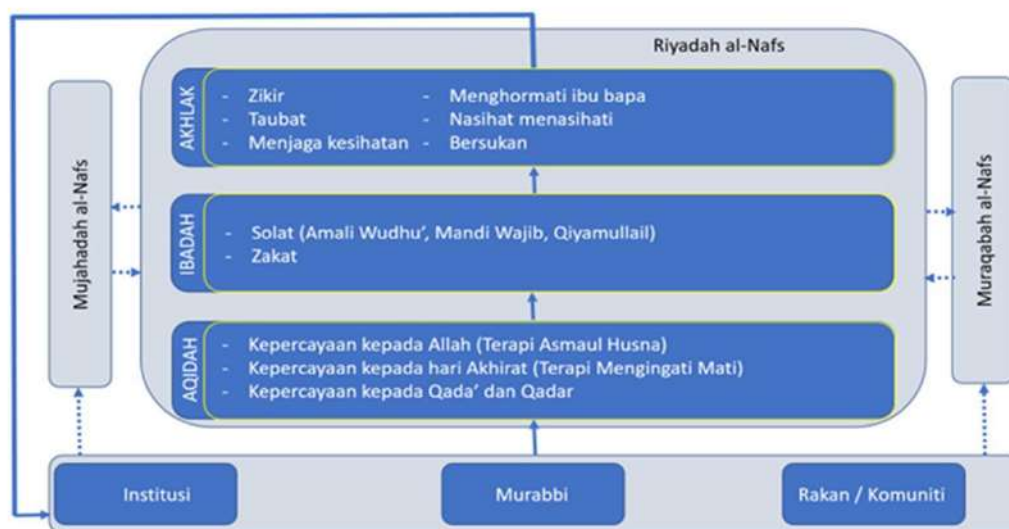 Riyadah al-Nafs
Mujahadah al-Nafs
AKHLAK
- Zikir
- Taubat
- Menjaga kesihatan
- Menghormati ibu bapa
- Nasihat menasihati
- Bersukan
IBADAH
- Solat (Amali Wudhu’, Mandi Wajib, Qiyamullail)
- Zakat
AQIDAH
- Kepercayaan kepada Allah (Terapi Asmaul Husna)
- Kepercayaan kepada hari Akhirat (Terapi Mengingati Mati)
- Kepercayaan kepada Qada’ dan Qadar
Muraqabah al-Nafs
Institusi
Murabbi
Rakan / Komuniti